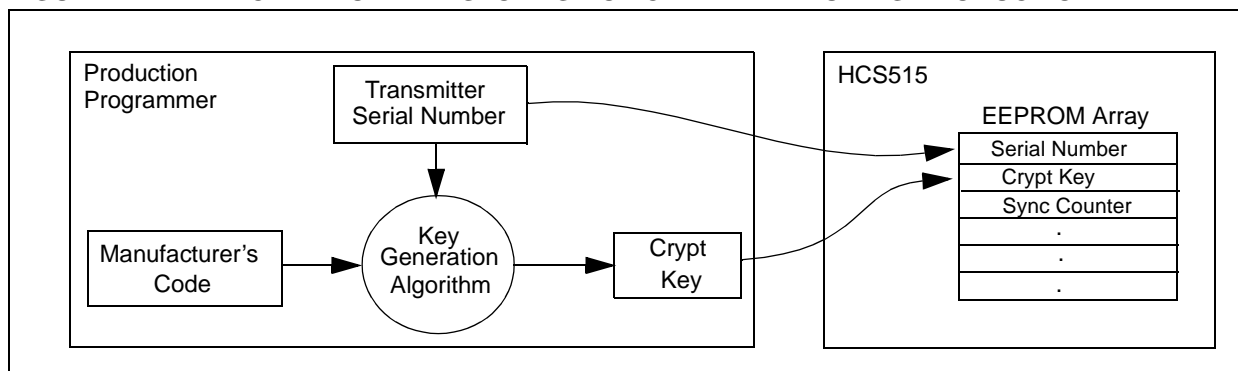 Production
Programmer
Transmitter
Serial Number
Manufacturer's
Code
Key
Generation
Algorithm
Crypt
Key
HCS515
EEPROM Array
Serial Number
Crypt Key
Sync Counter
.
.
.